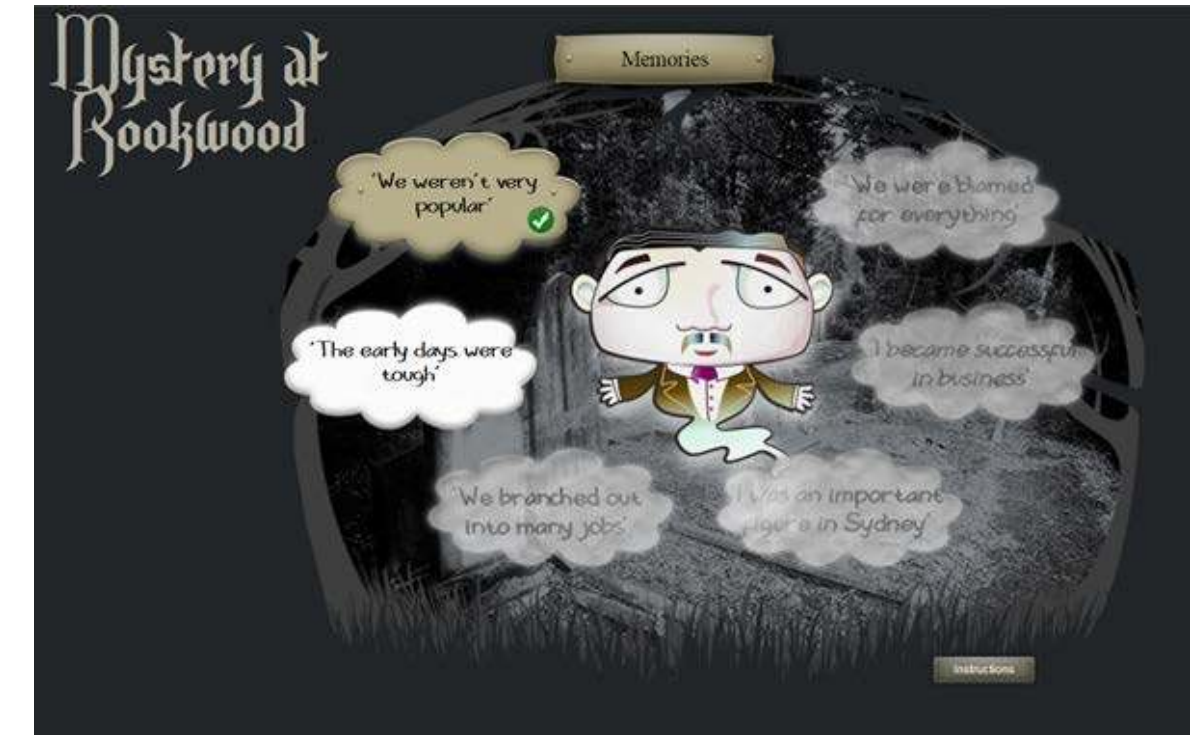 Mystery at
Rookwood
Memories
'We weren't very
popular'
'We were blamed
for everything'
'The early days were
tough'
'I became successful
in business'
'We branched out
into many jobs'
'I was an important
figure in Sydney'
Instructions